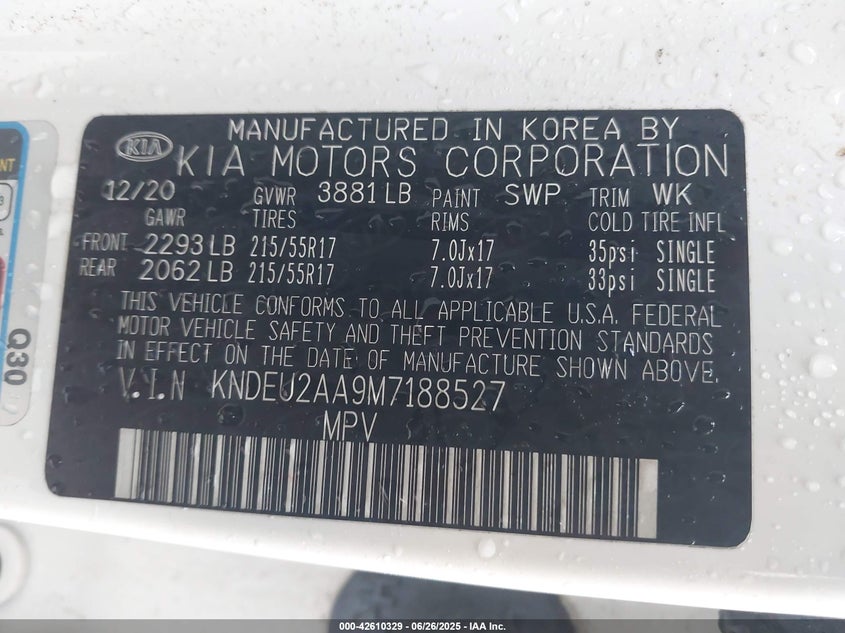 KIA
MANUFACTURED IN KOREA BY
KIA MOTORS CORPORATION
12/20 GVWR 3881 LB PAINT SWP TRIM WK
GAWR TIRES RIMS COLD TIRE INFL
FRONT 2293 LB 215/55R17 7.0Jx17 35psi SINGLE
REAR 2062 LB 215/55R17 7.0Jx17 33psi SINGLE
THIS VEHICLE CONFORMS TO ALL APPLICABLE U.S.A. FEDERAL
MOTOR VEHICLE SAFETY AND THEFT PREVENTION STANDARDS
IN EFFECT ON THE DATE OF MANUFACTURE SHOWN ABOVE.
V.I.N KNDEU2AA9M7188527
MPV
Q30
000-42610329 - 06/26/2025 - IAA Inc.